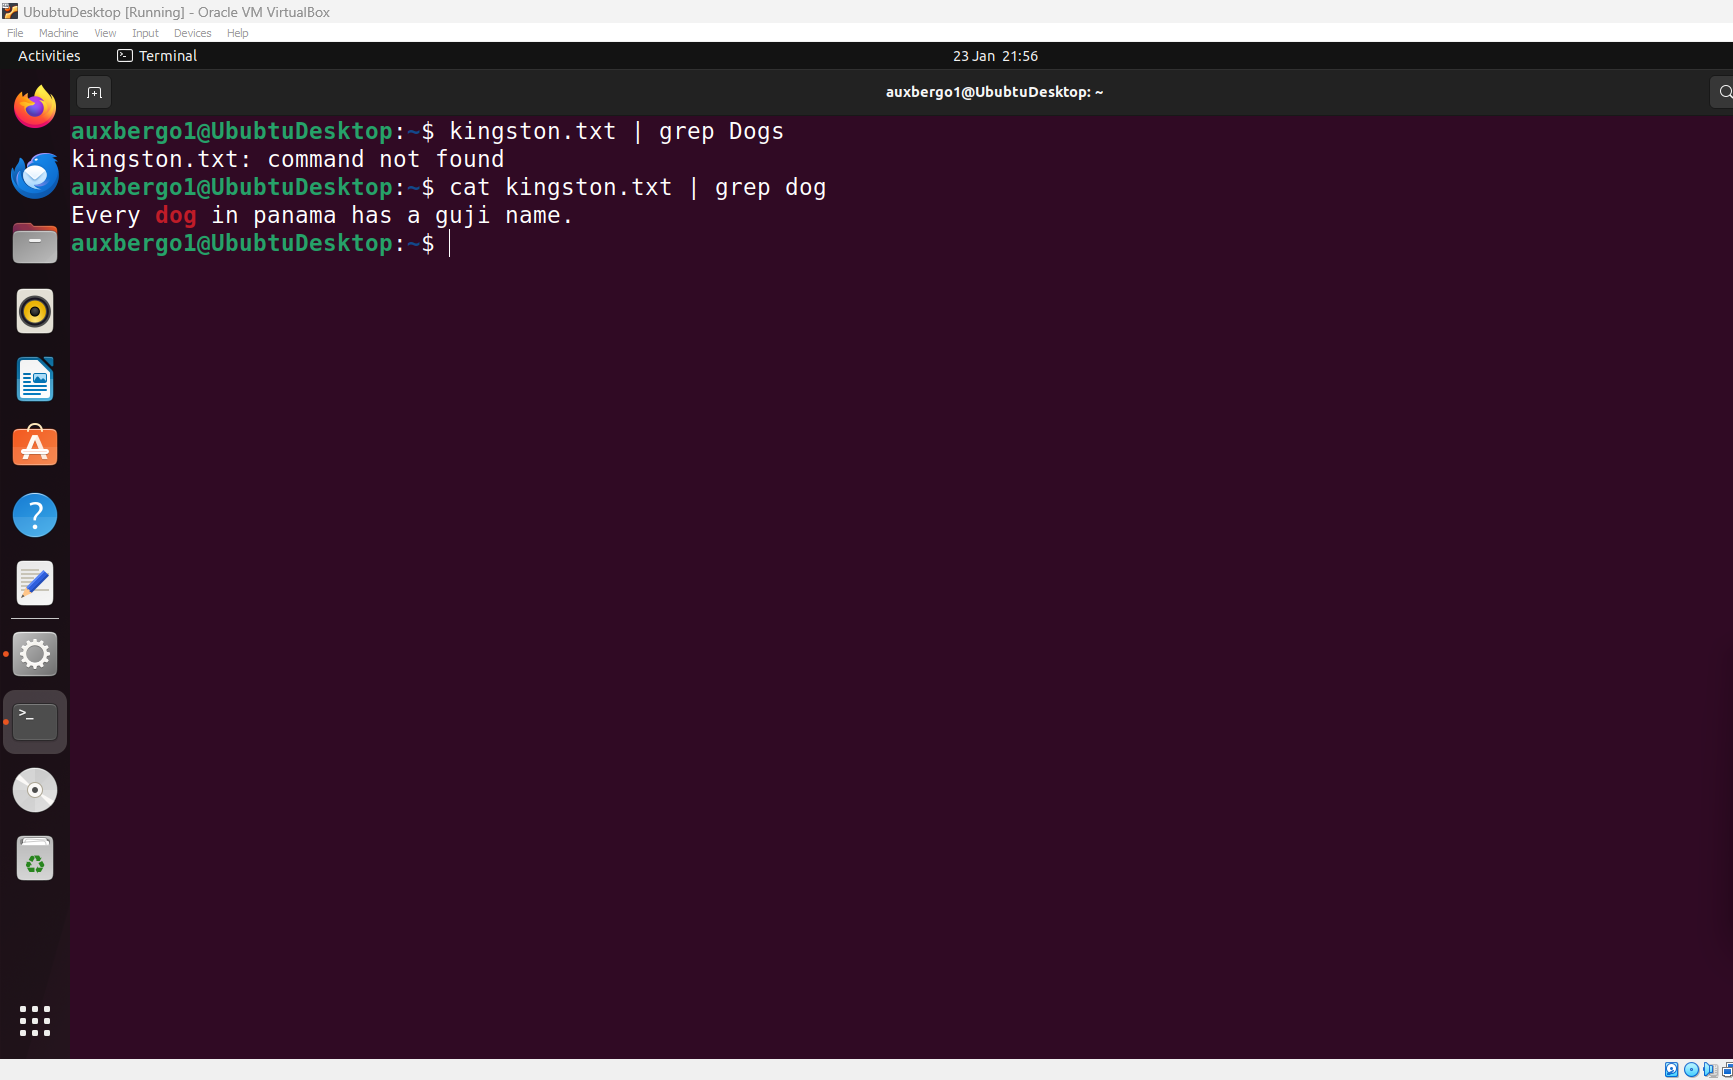 UbubtuDesktop [Running] - Oracle VM VirtualBox
File Machine View Input Devices Help
Activities Terminal 23 Jan 21:56
auxbergo1@UbubtuDesktop: ~
auxbergo1@UbubtuDesktop:~$ kingston.txt | grep Dogs
kingston.txt: command not found
auxbergo1@UbubtuDesktop:~$ cat kingston.txt | grep dog
Every dog in panama has a guji name.
auxbergo1@UbubtuDesktop:~$